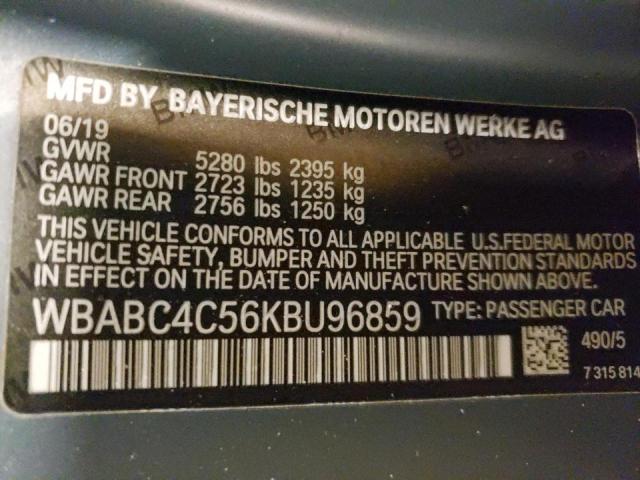 MFD BY BAYERISCHE MOTOREN WERKE AG
06/19
GVWR 5280 lbs 2395 kg
GAWR FRONT 2723 lbs 1235 kg
GAWR REAR 2756 lbs 1250 kg
THIS VEHICLE CONFORMS TO ALL APPLICABLE U.S.FEDERAL MOTOR
VEHICLE SAFETY, BUMPER AND THEFT PREVENTION STANDARDS
IN EFFECT ON THE DATE OF MANUFACTURE SHOWN ABOVE.
WBABC4C56KBU96859 TYPE: PASSENGER CAR
490/5
7 315 814